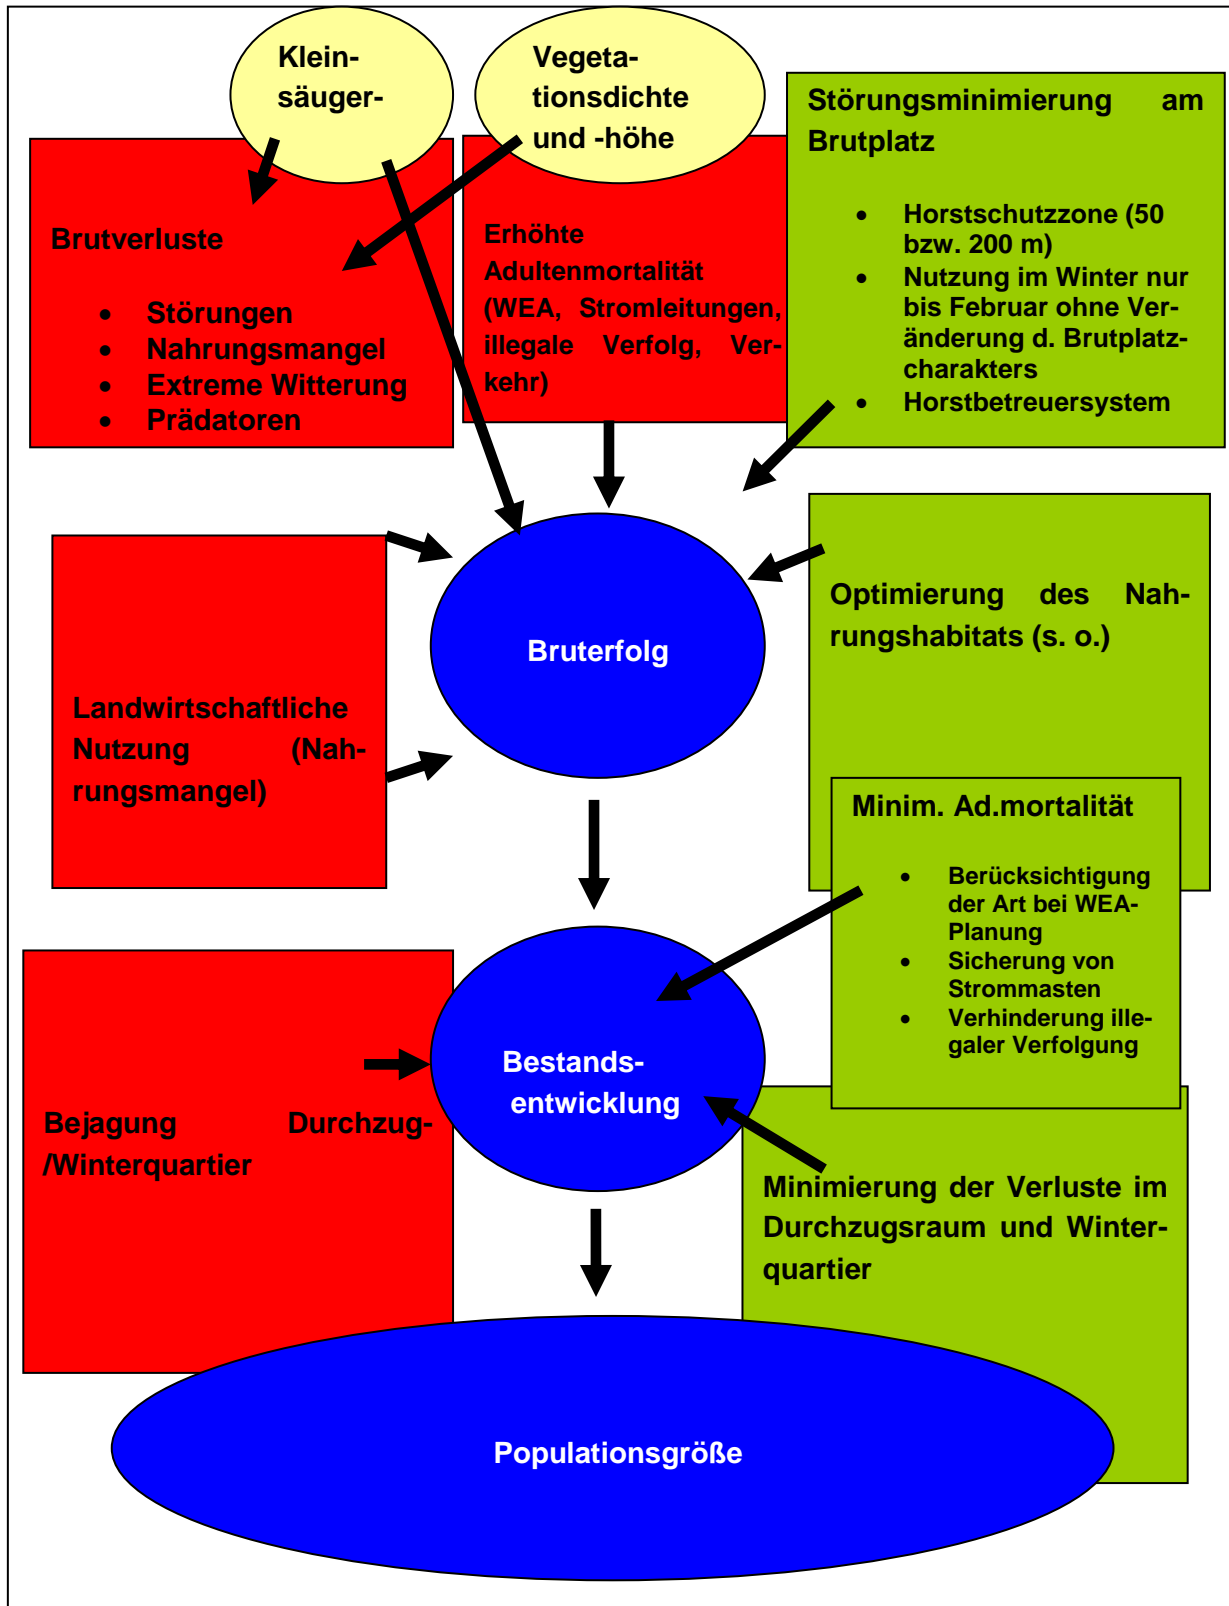 Klein-
säuger-
Vegeta-
tionsdichte
und -höhe
Störungsminimierung am
Brutplatz
• Horstschutzzone (50
bzw. 200 m)
• Nutzung im Winter nur
bis Februar ohne Ver-
änderung d. Brutplatz-
charakters
• Horstbetreuersystem
Brutverluste
• Störungen
• Nahrungsmangel
• Extreme Witterung
• Prädatoren
Erhöhte
Adultenmortalität
(WEA, Stromleitungen,
illegale Verfolg, Ver-
kehr)
Bruterfolg
Optimierung des Nah-
rungshabitats (s. o.)
Landwirtschaftliche
Nutzung (Nah-
rungsmangel)
Minim. Ad.mortalität
• Berücksichtigung
der Art bei WEA-
Planung
• Sicherung von
Strommasten
• Verhinderung ille-
galer Verfolgung
Bestands-
entwicklung
Bejagung Durchzug-
/Winterquartier
Minimierung der Verluste im
Durchzugsraum und Winter-
quartier
Populationsgröße